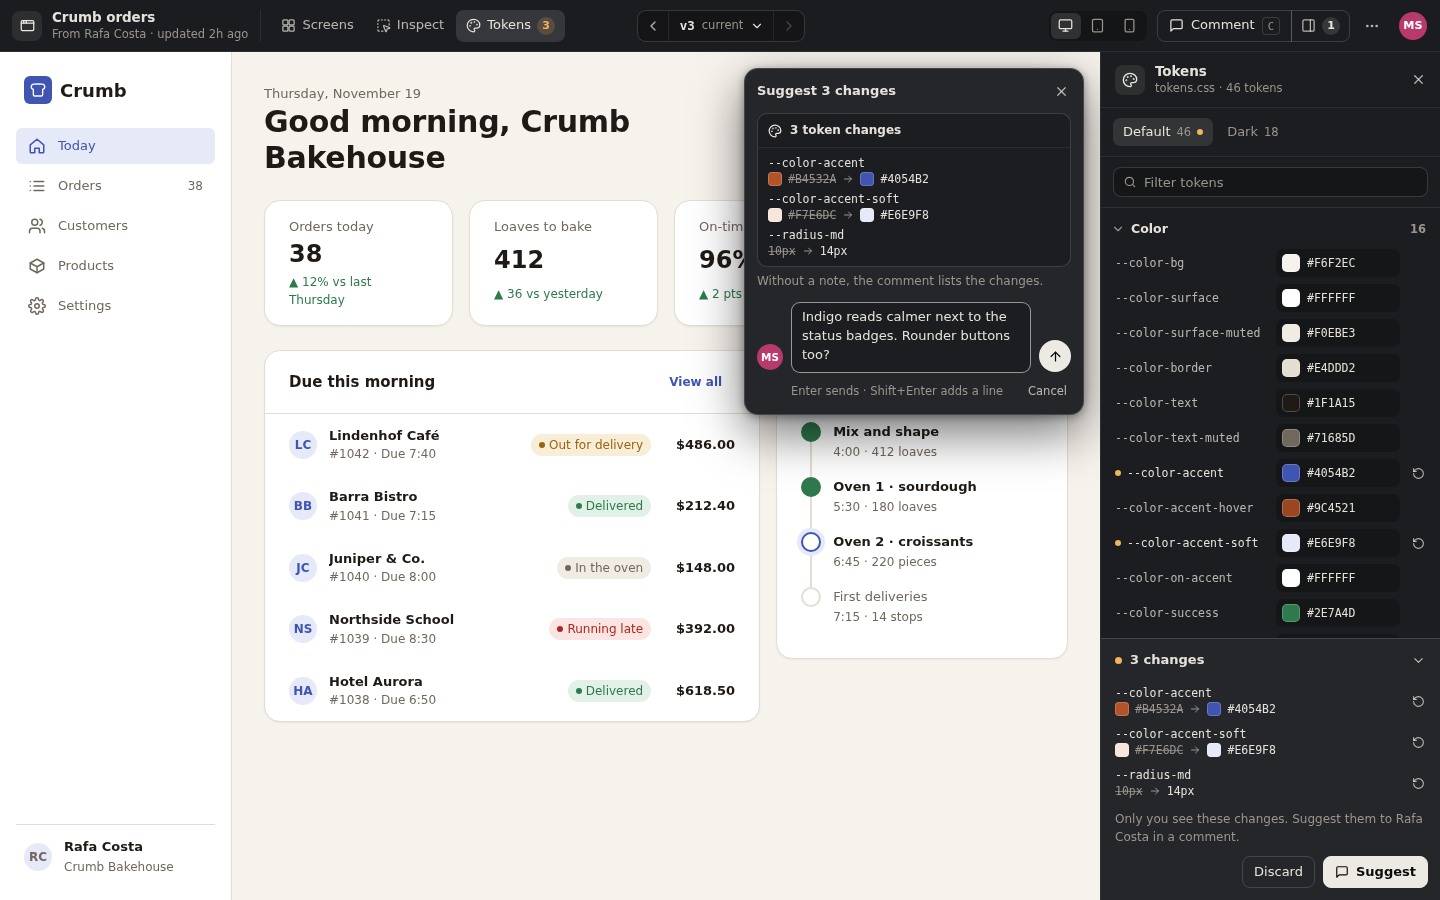 Crumb orders
From Rafa Costa · updated 2h ago
Screens
Inspect
Tokens 3
v3 current
Comment C
1
MS
Crumb
Today
Orders 38
Customers
Products
Settings
RC
Rafa Costa
Crumb Bakehouse
Thursday, November 19
Good morning, Crumb
Bakehouse
Orders today
38
▲ 12% vs last
Thursday
Loaves to bake
412
▲ 36 vs yesterday
On-tim
96%
▲ 2 pts
Due this morning
View all
LC
Lindenhof Café
#1042 · Due 7:40
Out for delivery
$486.00
BB
Barra Bistro
#1041 · Due 7:15
Delivered
$212.40
JC
Juniper & Co.
#1040 · Due 8:00
In the oven
$148.00
NS
Northside School
#1039 · Due 8:30
Running late
$392.00
HA
Hotel Aurora
#1038 · Due 6:50
Delivered
$618.50
Mix and shape
4:00 · 412 loaves
Oven 1 · sourdough
5:30 · 180 loaves
Oven 2 · croissants
6:45 · 220 pieces
First deliveries
7:15 · 14 stops
Suggest 3 changes
3 token changes
--color-accent
#B4532A → #4054B2
--color-accent-soft
#F7E6DC → #E6E9F8
--radius-md
10px → 14px
Without a note, the comment lists the changes.
MS
Indigo reads calmer next to the
status badges. Rounder buttons
too?
Enter sends · Shift+Enter adds a line
Cancel
Tokens
tokens.css · 46 tokens
Default 46
Dark 18
Filter tokens
Color 16
--color-bg #F6F2EC
--color-surface #FFFFFF
--color-surface-muted #F0EBE3
--color-border #E4DDD2
--color-text #1F1A15
--color-text-muted #71685D
--color-accent #4054B2
--color-accent-hover #9C4521
--color-accent-soft #E6E9F8
--color-on-accent #FFFFFF
--color-success #2E7A4D
3 changes
--color-accent
#B4532A → #4054B2
--color-accent-soft
#F7E6DC → #E6E9F8
--radius-md
10px → 14px
Only you see these changes. Suggest them to Rafa
Costa in a comment.
Discard
Suggest